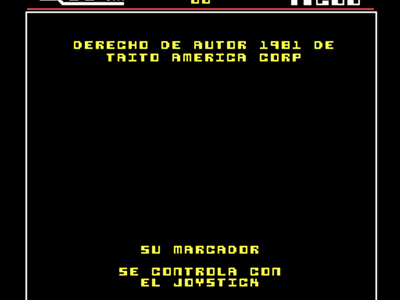 DERECHO DE AUTOR 1981 DE
TAITO AMERICA CORP
SU MARCADOR
SE CONTROLA CON
EL JOYSTICK